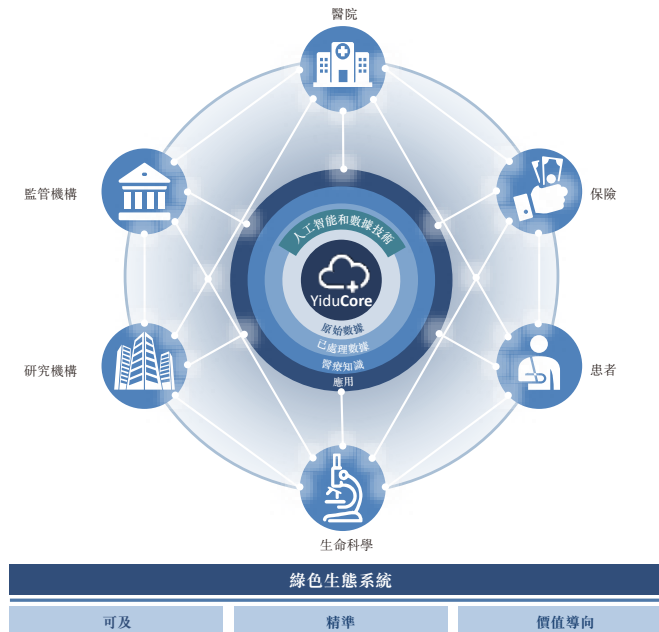 醫院
監管機構
保險
人工智能和數據技術
YiduCore
原始數據
已處理數據
醫療知識
應用
研究機構
患者
生命科學
綠色生態系統
可及
精準
價值導向